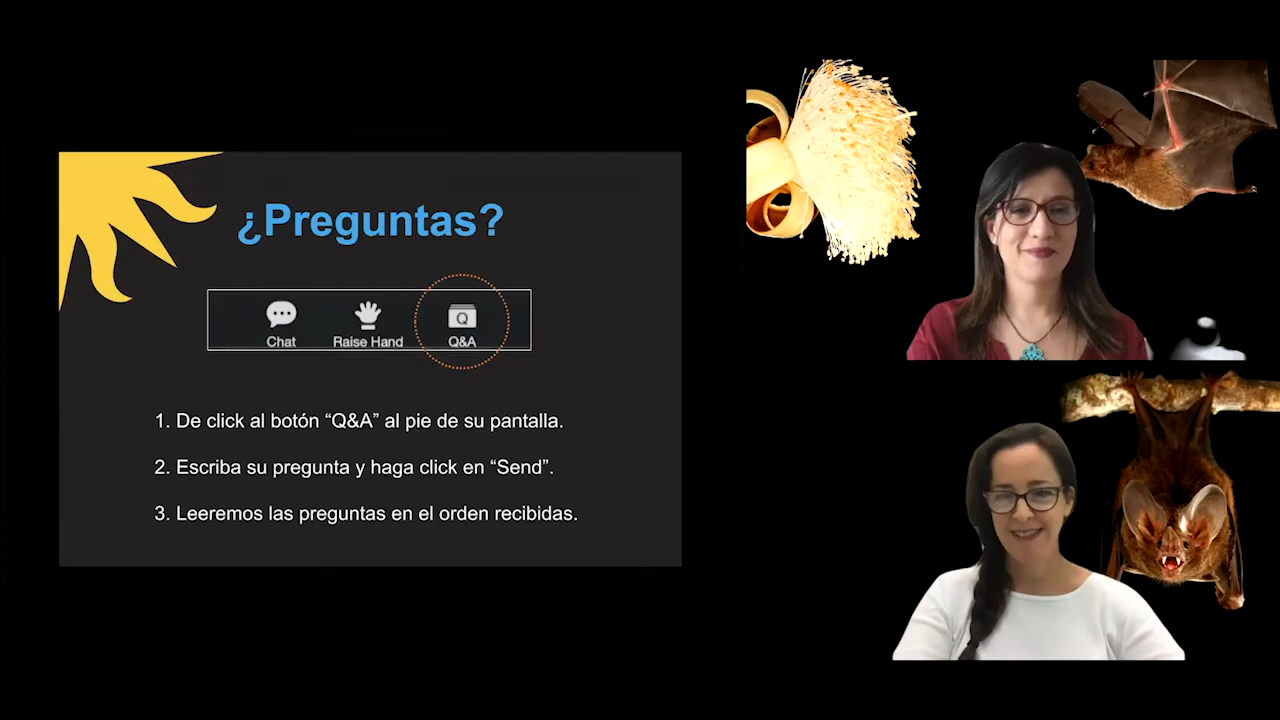 ¿Preguntas?
Chat
Raise Hand
Q
Q&A
1. De click al botón “Q&A” al pie de su pantalla.
2. Escriba su pregunta y haga click en “Send”.
3. Leeremos las preguntas en el orden recibidas.